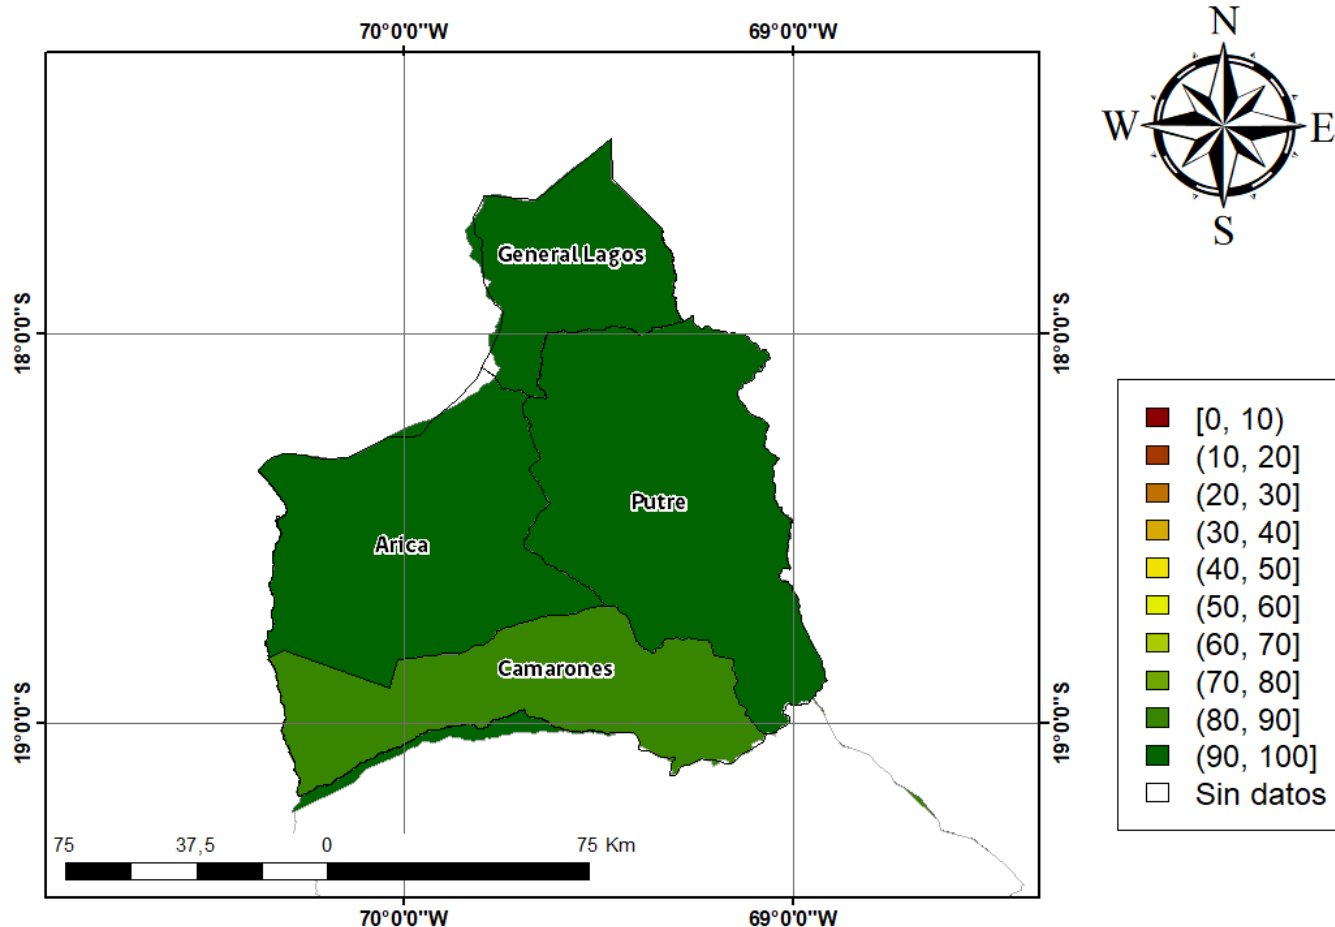 70°0'0"W
69°0'0"W
N
W
E
S
General Lagos
18°0'0"S
18°0'0"S
Putre
Arica
Camarones
19°0'0"S
19°0'0"S
75
37,5
0
75 Km
70°0'0"W
69°0'0"W
[0, 10)
(10, 20]
(20, 30]
(30, 40]
(40, 50]
(50, 60]
(60, 70]
(70, 80]
(80, 90]
(90, 100]
Sin datos